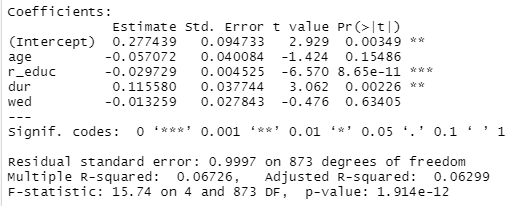 Coefficients:
Estimate Std. Error t value Pr(>|t|)
(Intercept) 0.277439 0.094733 2.929 0.00349 **
age -0.057072 0.040084 -1.424 0.15486
r_educ -0.029729 0.004525 -6.570 8.65e-11 ***
dur 0.115580 0.037744 3.062 0.00226 **
wed -0.013259 0.027843 -0.476 0.63405
---
Signif. codes: 0 ‘***’ 0.001 ‘**’ 0.01 ‘*’ 0.05 ‘.’ 0.1 ‘ ’ 1
Residual standard error: 0.9997 on 873 degrees of freedom
Multiple R-squared: 0.06726, Adjusted R-squared: 0.06299
F-statistic: 15.74 on 4 and 873 DF, p-value: 1.914e-12